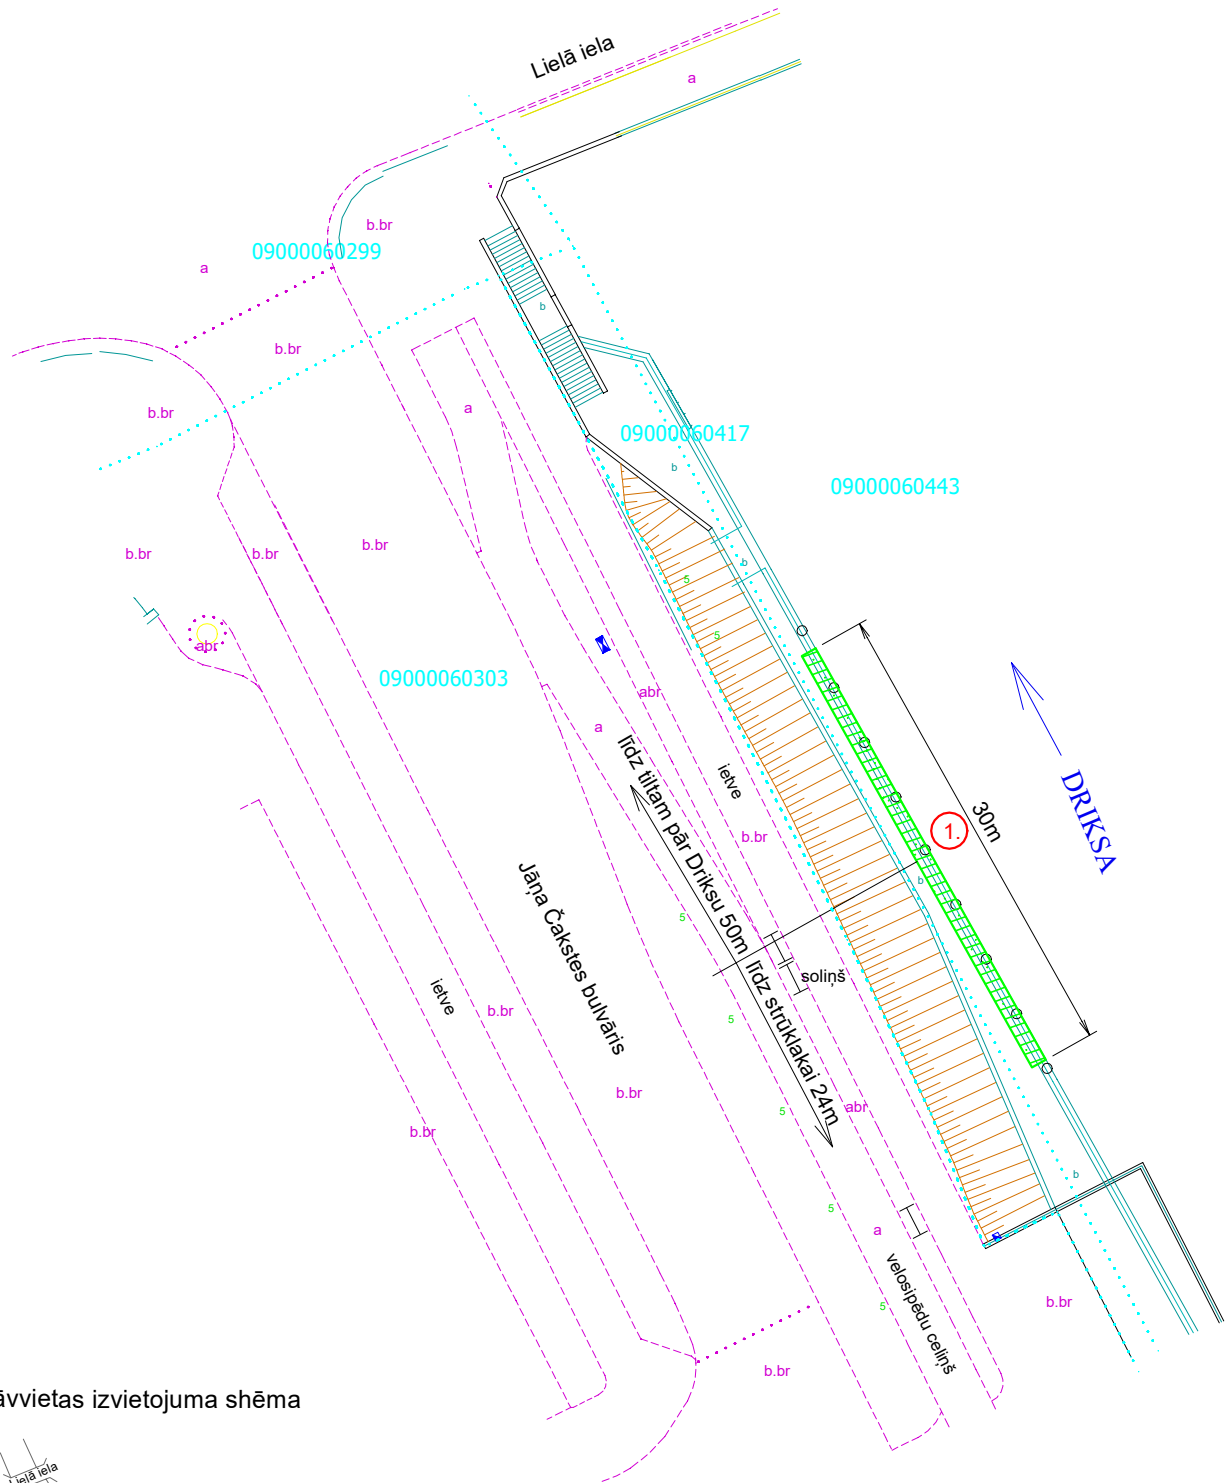 Lielā iela
a
b.br
09000060299
a
b
b.br
b.br
a
09000060417
b
09000060443
b.br
b.br
b.br
b
5
5
abr
09000060303
abr
a
līdz tiltam pār Driksu 50m
ietve
b.br
30m
1.
DRIKSA
Jāņa Čakstes bulvāris
b
5
soliņš
līdz strūklakai 24m
ietve
b.br
5
b.br
abr
5
b.br
b
5
a
velosipēdu celiņš
b.br
5
b.br
āvvietas izvietojuma shēma
Lielā iela